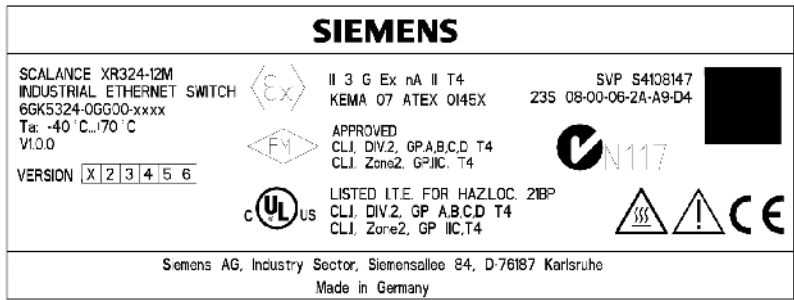 SIEMENS
SCALANCE XR324-12M
INDUSTRIAL ETHERNET SWITCH
6GK5324-0GG00-xxxx
Ta: -40°C...+70°C
V1.0.0
VERSION X 2 3 4 5 6
Ex
II 3 G Ex nA II T4
KEMA 07 ATEX 0145X
FM
APPROVED
CL.I, DIV.2, GP.A,B,C,D T4
CL.I, Zone2, GP.IIC, T4
C UL US
LISTED I.T.E. FOR HAZ.LOC. 21BP
CL.I, DIV.2, GP A,B,C,D T4
CL.I, Zone2, GP IIC,T4
SVP S4108147
23S 08-00-06-2A-A9-D4
N117
CE
Siemens AG, Industry Sector, Siemensallee 84, D-76187 Karlsruhe
Made in Germany